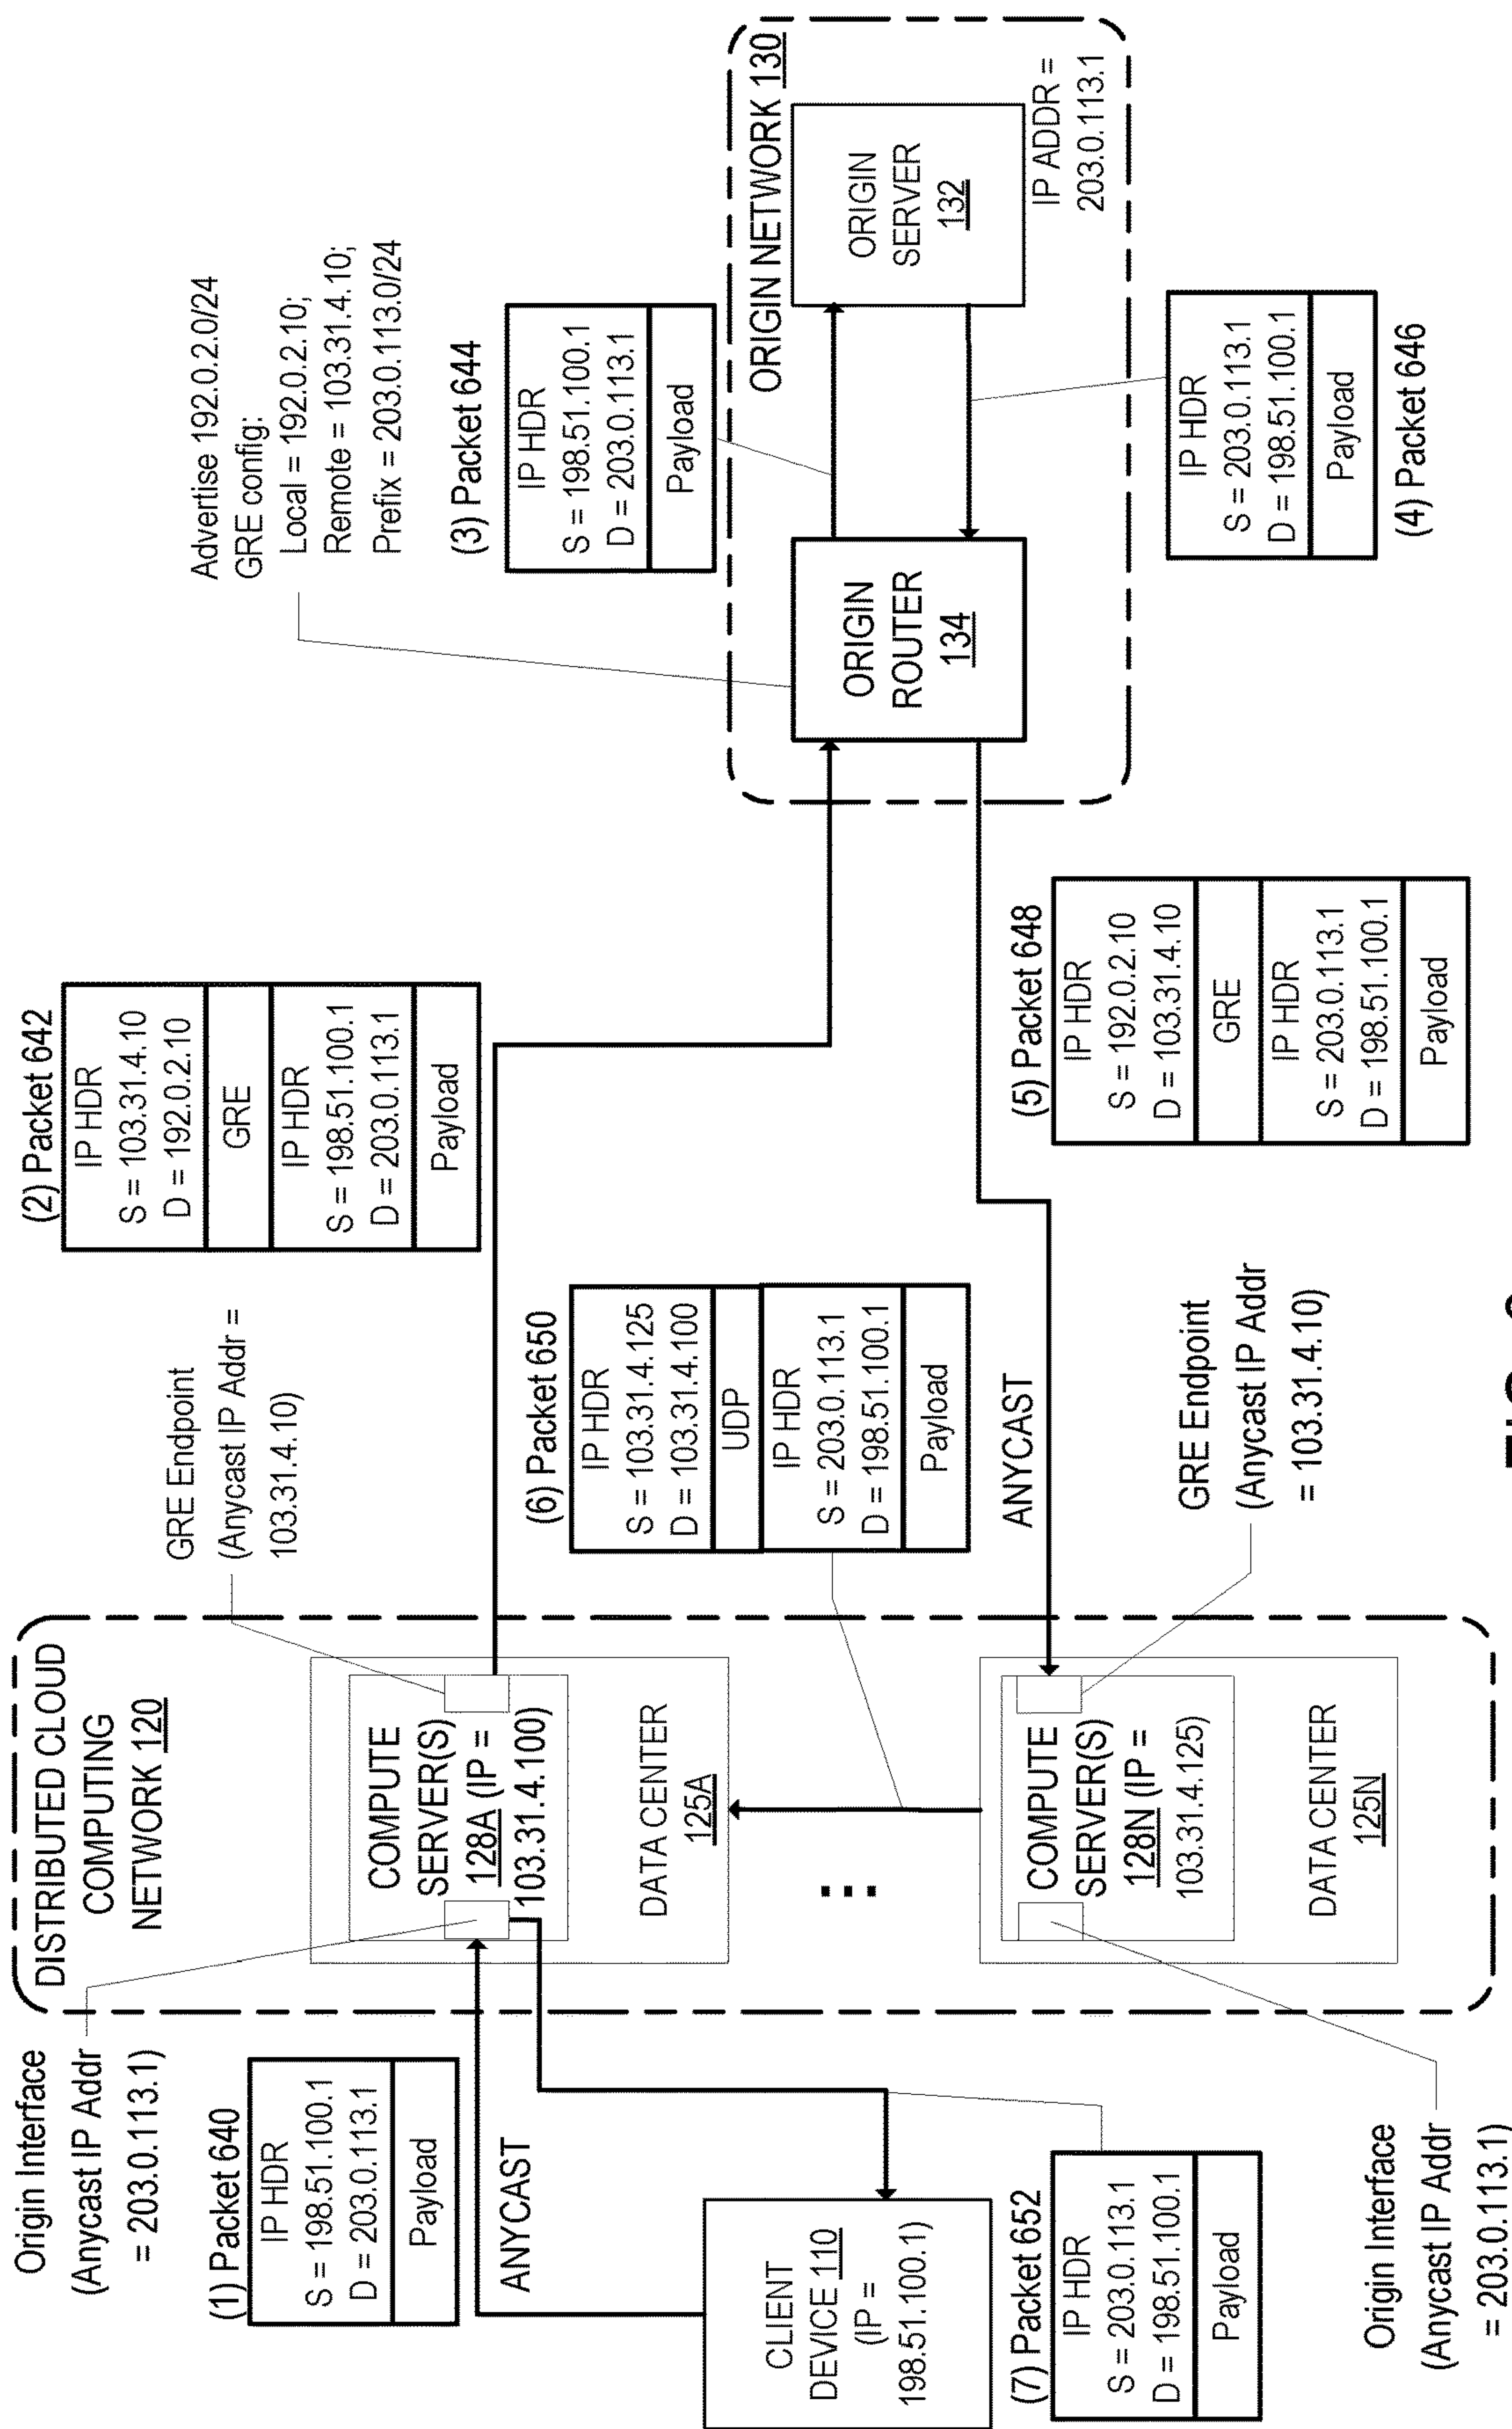 Origin Interface
(Anycast IP Addr
= 203.0.113.1)
(1) Packet 640
IP HDR
S = 198.51.100.1
D = 203.0.113.1
Payload
ANYCAST
CLIENT
DEVICE 110
(IP =
198.51.100.1)
(7) Packet 652
IP HDR
S = 203.0.113.1
D = 198.51.100.1
Payload
Origin Interface
(Anycast IP Addr
= 203.0.113.1)
DISTRIBUTED CLOUD
COMPUTING
NETWORK 120
COMPUTE
SERVER(S)
128A (IP =
103.31.4.100)
DATA CENTER
125A
...
COMPUTE
SERVER(S)
128N (IP =
103.31.4.125)
DATA CENTER
125N
GRE Endpoint
(Anycast IP Addr =
103.31.4.10)
(6) Packet 650
IP HDR
S = 103.31.4.125
D = 103.31.4.100
UDP
IP HDR
S = 203.0.113.1
D = 198.51.100.1
Payload
ANYCAST
GRE Endpoint
(Anycast IP Addr
= 103.31.4.10)
(2) Packet 642
IP HDR
S = 103.31.4.10
D = 192.0.2.10
GRE
IP HDR
S = 198.51.100.1
D = 203.0.113.1
Payload
(5) Packet 648
IP HDR
S = 192.0.2.10
D = 103.31.4.10
GRE
IP HDR
S = 203.0.113.1
D = 198.51.100.1
Payload
Advertise 192.0.2.0/24
GRE config:
Local = 192.0.2.10;
Remote = 103.31.4.10;
Prefix = 203.0.113.0/24
(3) Packet 644
IP HDR
S = 198.51.100.1
D = 203.0.113.1
Payload
ORIGIN NETWORK 130
ORIGIN
ROUTER
134
ORIGIN
SERVER
132
IP ADDR =
203.0.113.1
IP HDR
S = 203.0.113.1
D = 198.51.100.1
Payload
(4) Packet 646